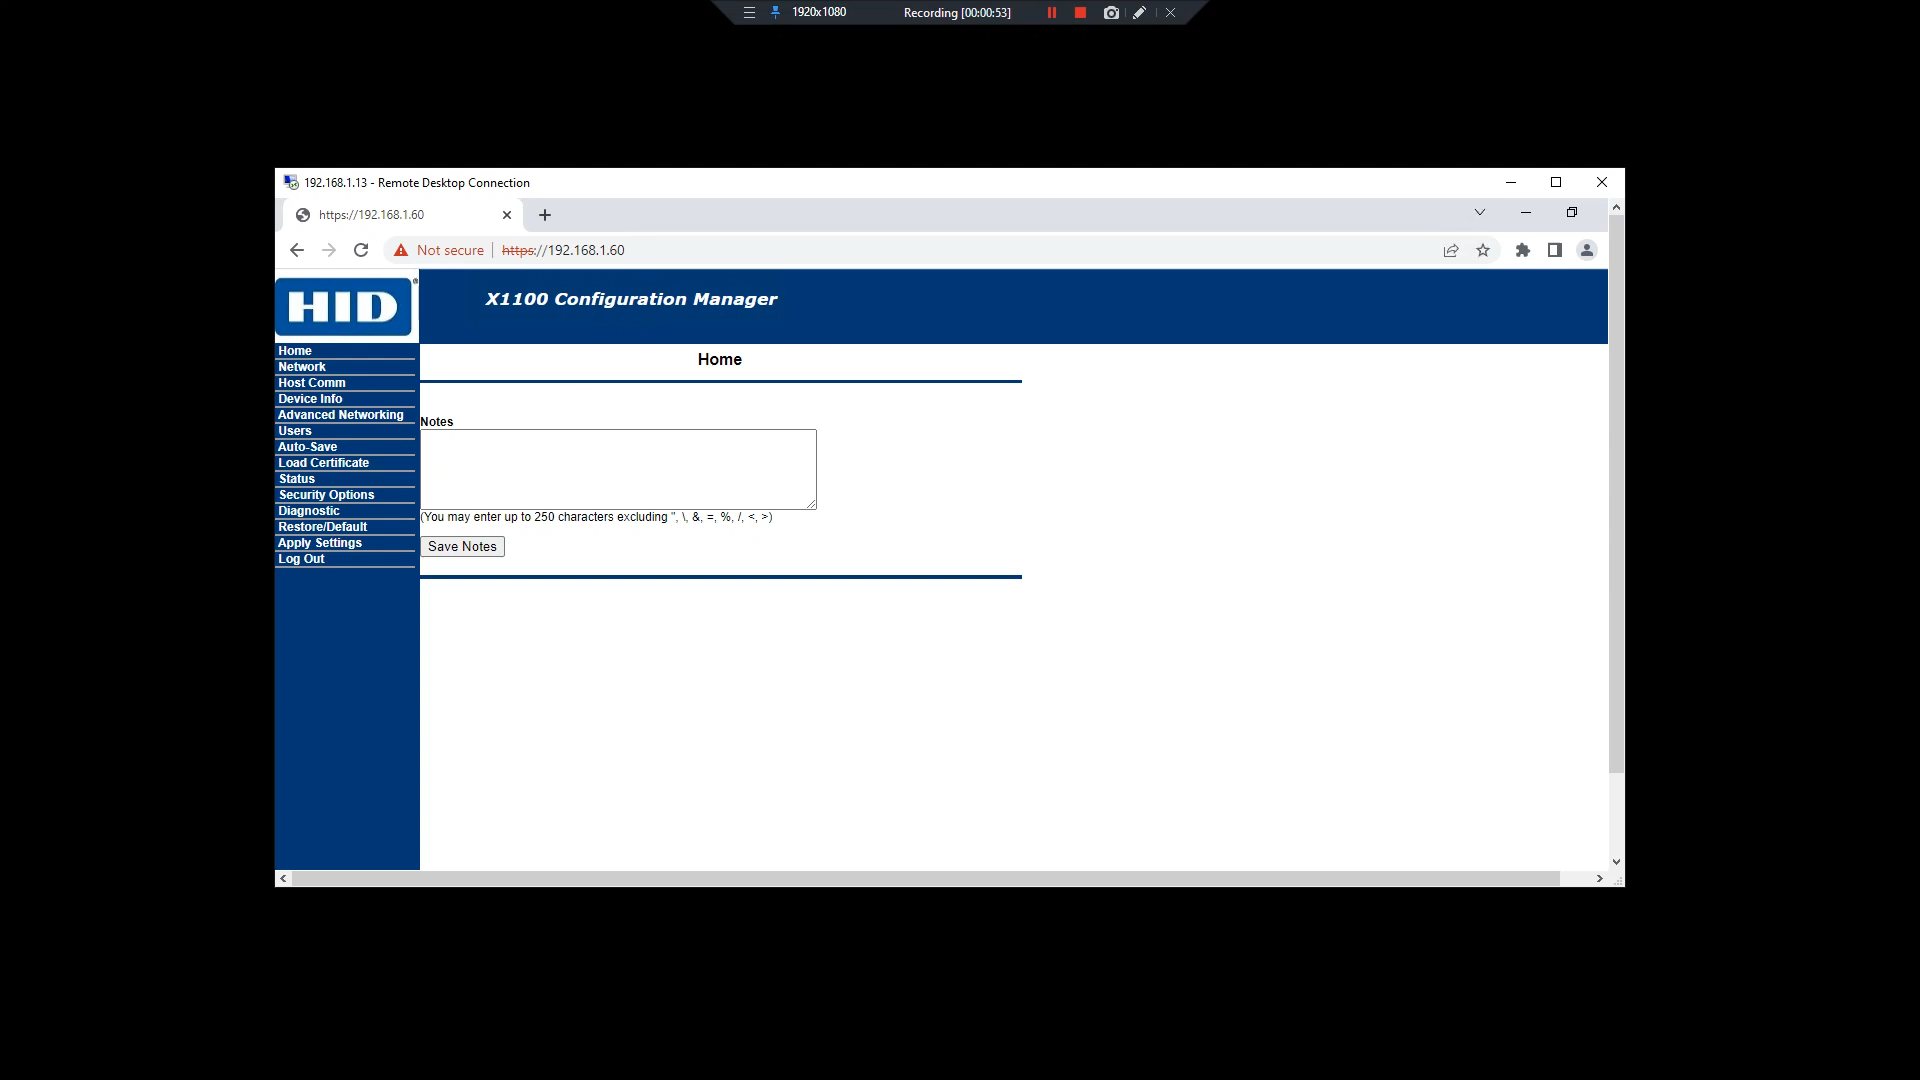 1920x1080 Recording [00:00:53]
192.168.1.13 - Remote Desktop Connection
https://192.168.1.60
Not secure https://192.168.1.60
HID
X1100 Configuration Manager
Home
Network
Host Comm
Device Info
Advanced Networking
Users
Auto-Save
Load Certificate
Status
Security Options
Diagnostic
Restore/Default
Apply Settings
Log Out
Home
Notes
(You may enter up to 250 characters excluding ", \, &, =, %, /, <, >)
Save Notes